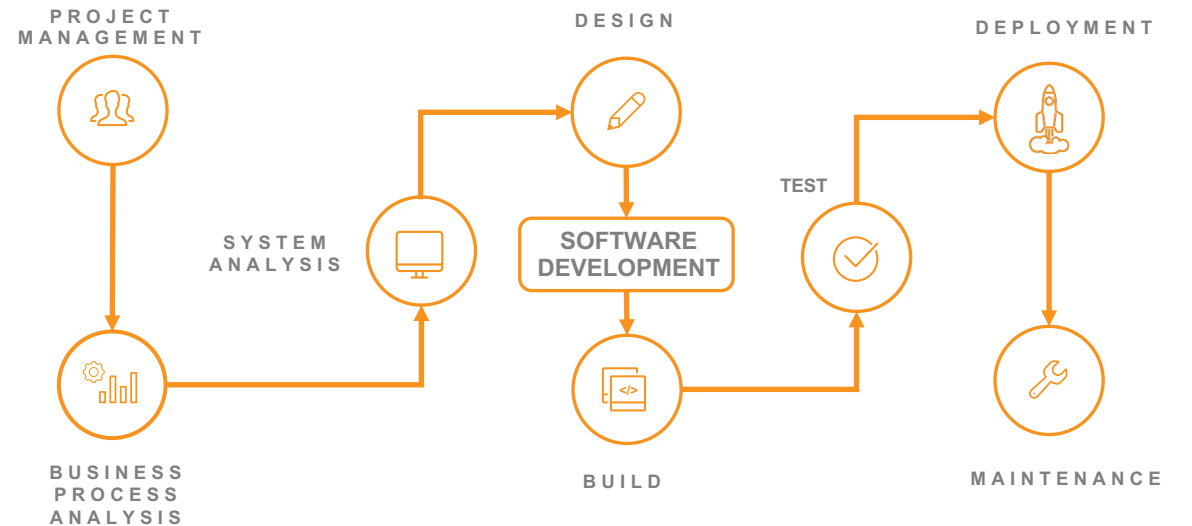 PROJECT
MANAGEMENT
BUSINESS
PROCESS
ANALYSIS
SYSTEM
ANALYSIS
DESIGN
SOFTWARE
DEVELOPMENT
</>
BUILD
TEST
DEPLOYMENT
MAINTENANCE